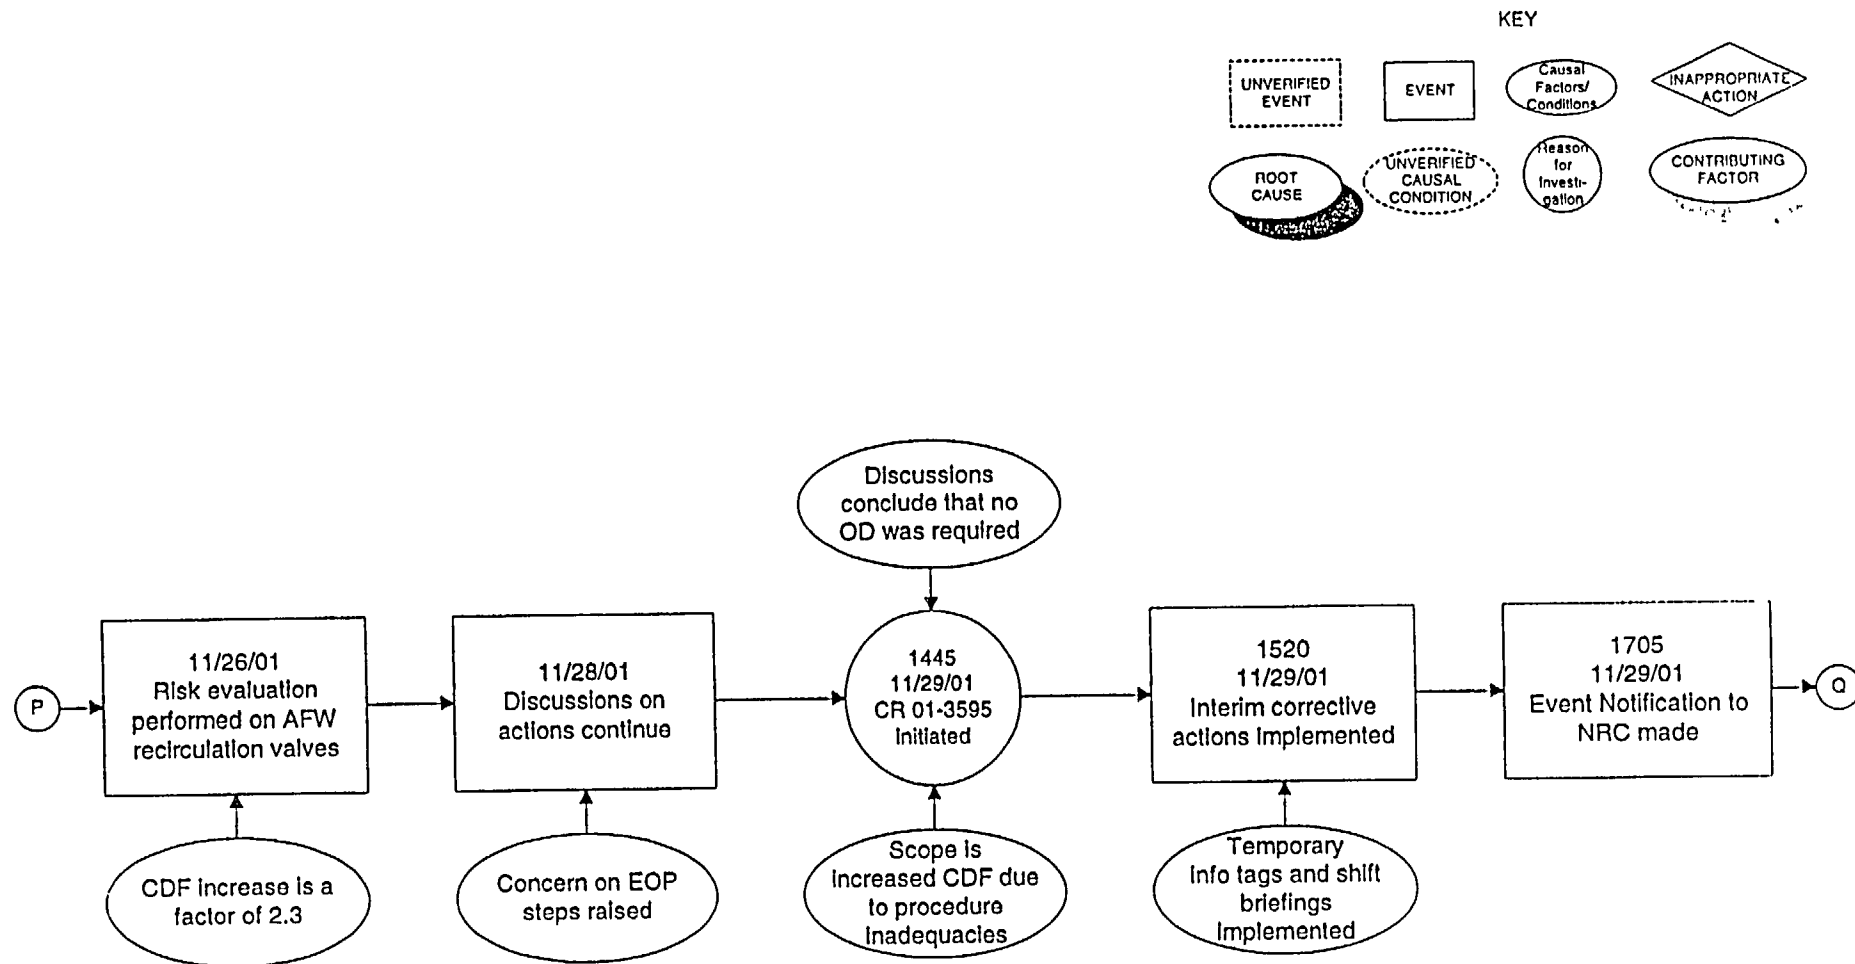 KEY
UNVERIFIED
EVENT
EVENT
Causal
Factors/
Conditions
INAPPROPRIATE
ACTION
ROOT
CAUSE
UNVERIFIED
CAUSAL
CONDITION
Reason
for
Investi-
gation
CONTRIBUTING
FACTOR
Discussions
conclude that no
OD was required
P
11/26/01
Risk evaluation
performed on AFW
recirculation valves
11/28/01
Discussions on
actions continue
1445
11/29/01
CR 01-3595
Initiated
1520
11/29/01
Interim corrective
actions implemented
1705
11/29/01
Event Notification to
NRC made
Q
CDF increase is a
factor of 2.3
Concern on EOP
steps raised
Scope is
increased CDF due
to procedure
inadequacies
Temporary
info tags and shift
briefings
implemented